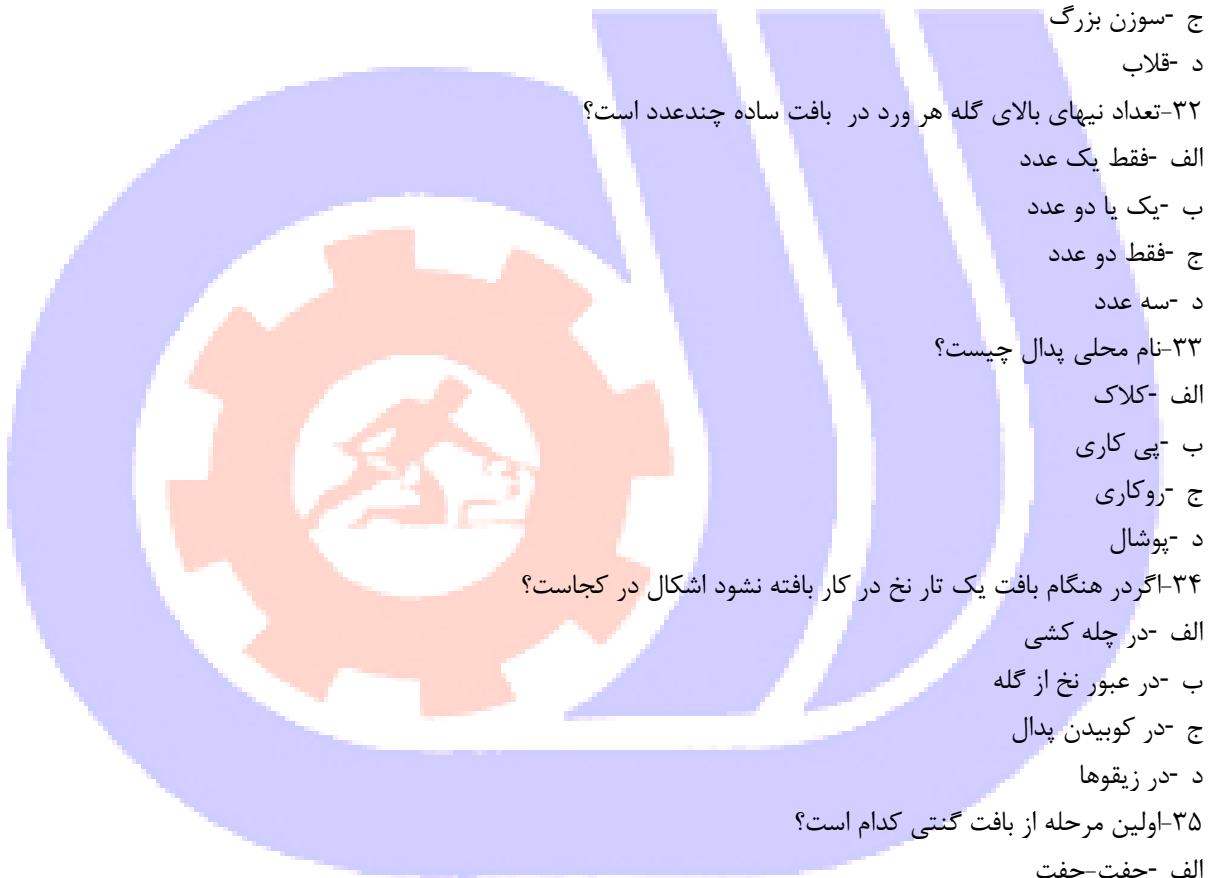 ج -سوزن بزرگ
د -قلاب
۳۲-تعداد نیهای بالای گله هر ورد در بافت ساده چندعدد است؟
الف -فقط یک عدد
ب -یک یا دو عدد
ج -فقط دو عدد
د -سه عدد
۳۳-نام محلی پدال چیست؟
الف -کلاک
ب -پی کاری
ج -روکاری
د -پوشال
۳۴-اگردر هنگام بافت یک تار نخ در کار بافته نشود اشکال در کجاست؟
الف -در چله کشی
ب -در عبور نخ از گله
ج -در کوبیدن پدال
د -در زیقوها
۳۵-اولین مرحله از بافت گنتی کدام است؟
الف -جفت-جفت